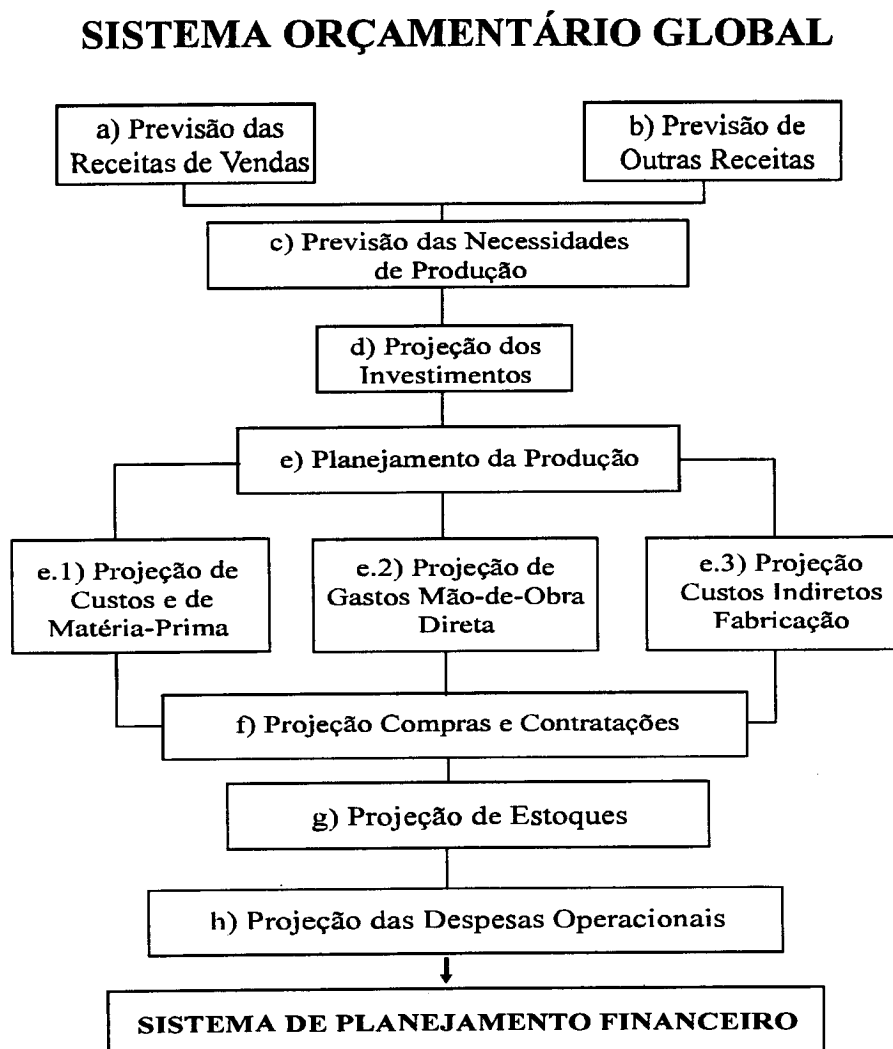 SISTEMA ORÇAMENTÁRIO GLOBAL
a) Previsão das
Receitas de Vendas
b) Previsão de
Outras Receitas
c) Previsão das Necessidades
de Produção
d) Projeção dos
Investimentos
e) Planejamento da Produção
e.1) Projeção de
Custos e de
Matéria-Prima
e.2) Projeção de
Gastos Mão-de-Obra
Direta
e.3) Projeção
Custos Indiretos
Fabricação
f) Projeção Compras e Contratações
g) Projeção de Estoques
h) Projeção das Despesas Operacionais
SISTEMA DE PLANEJAMENTO FINANCEIRO